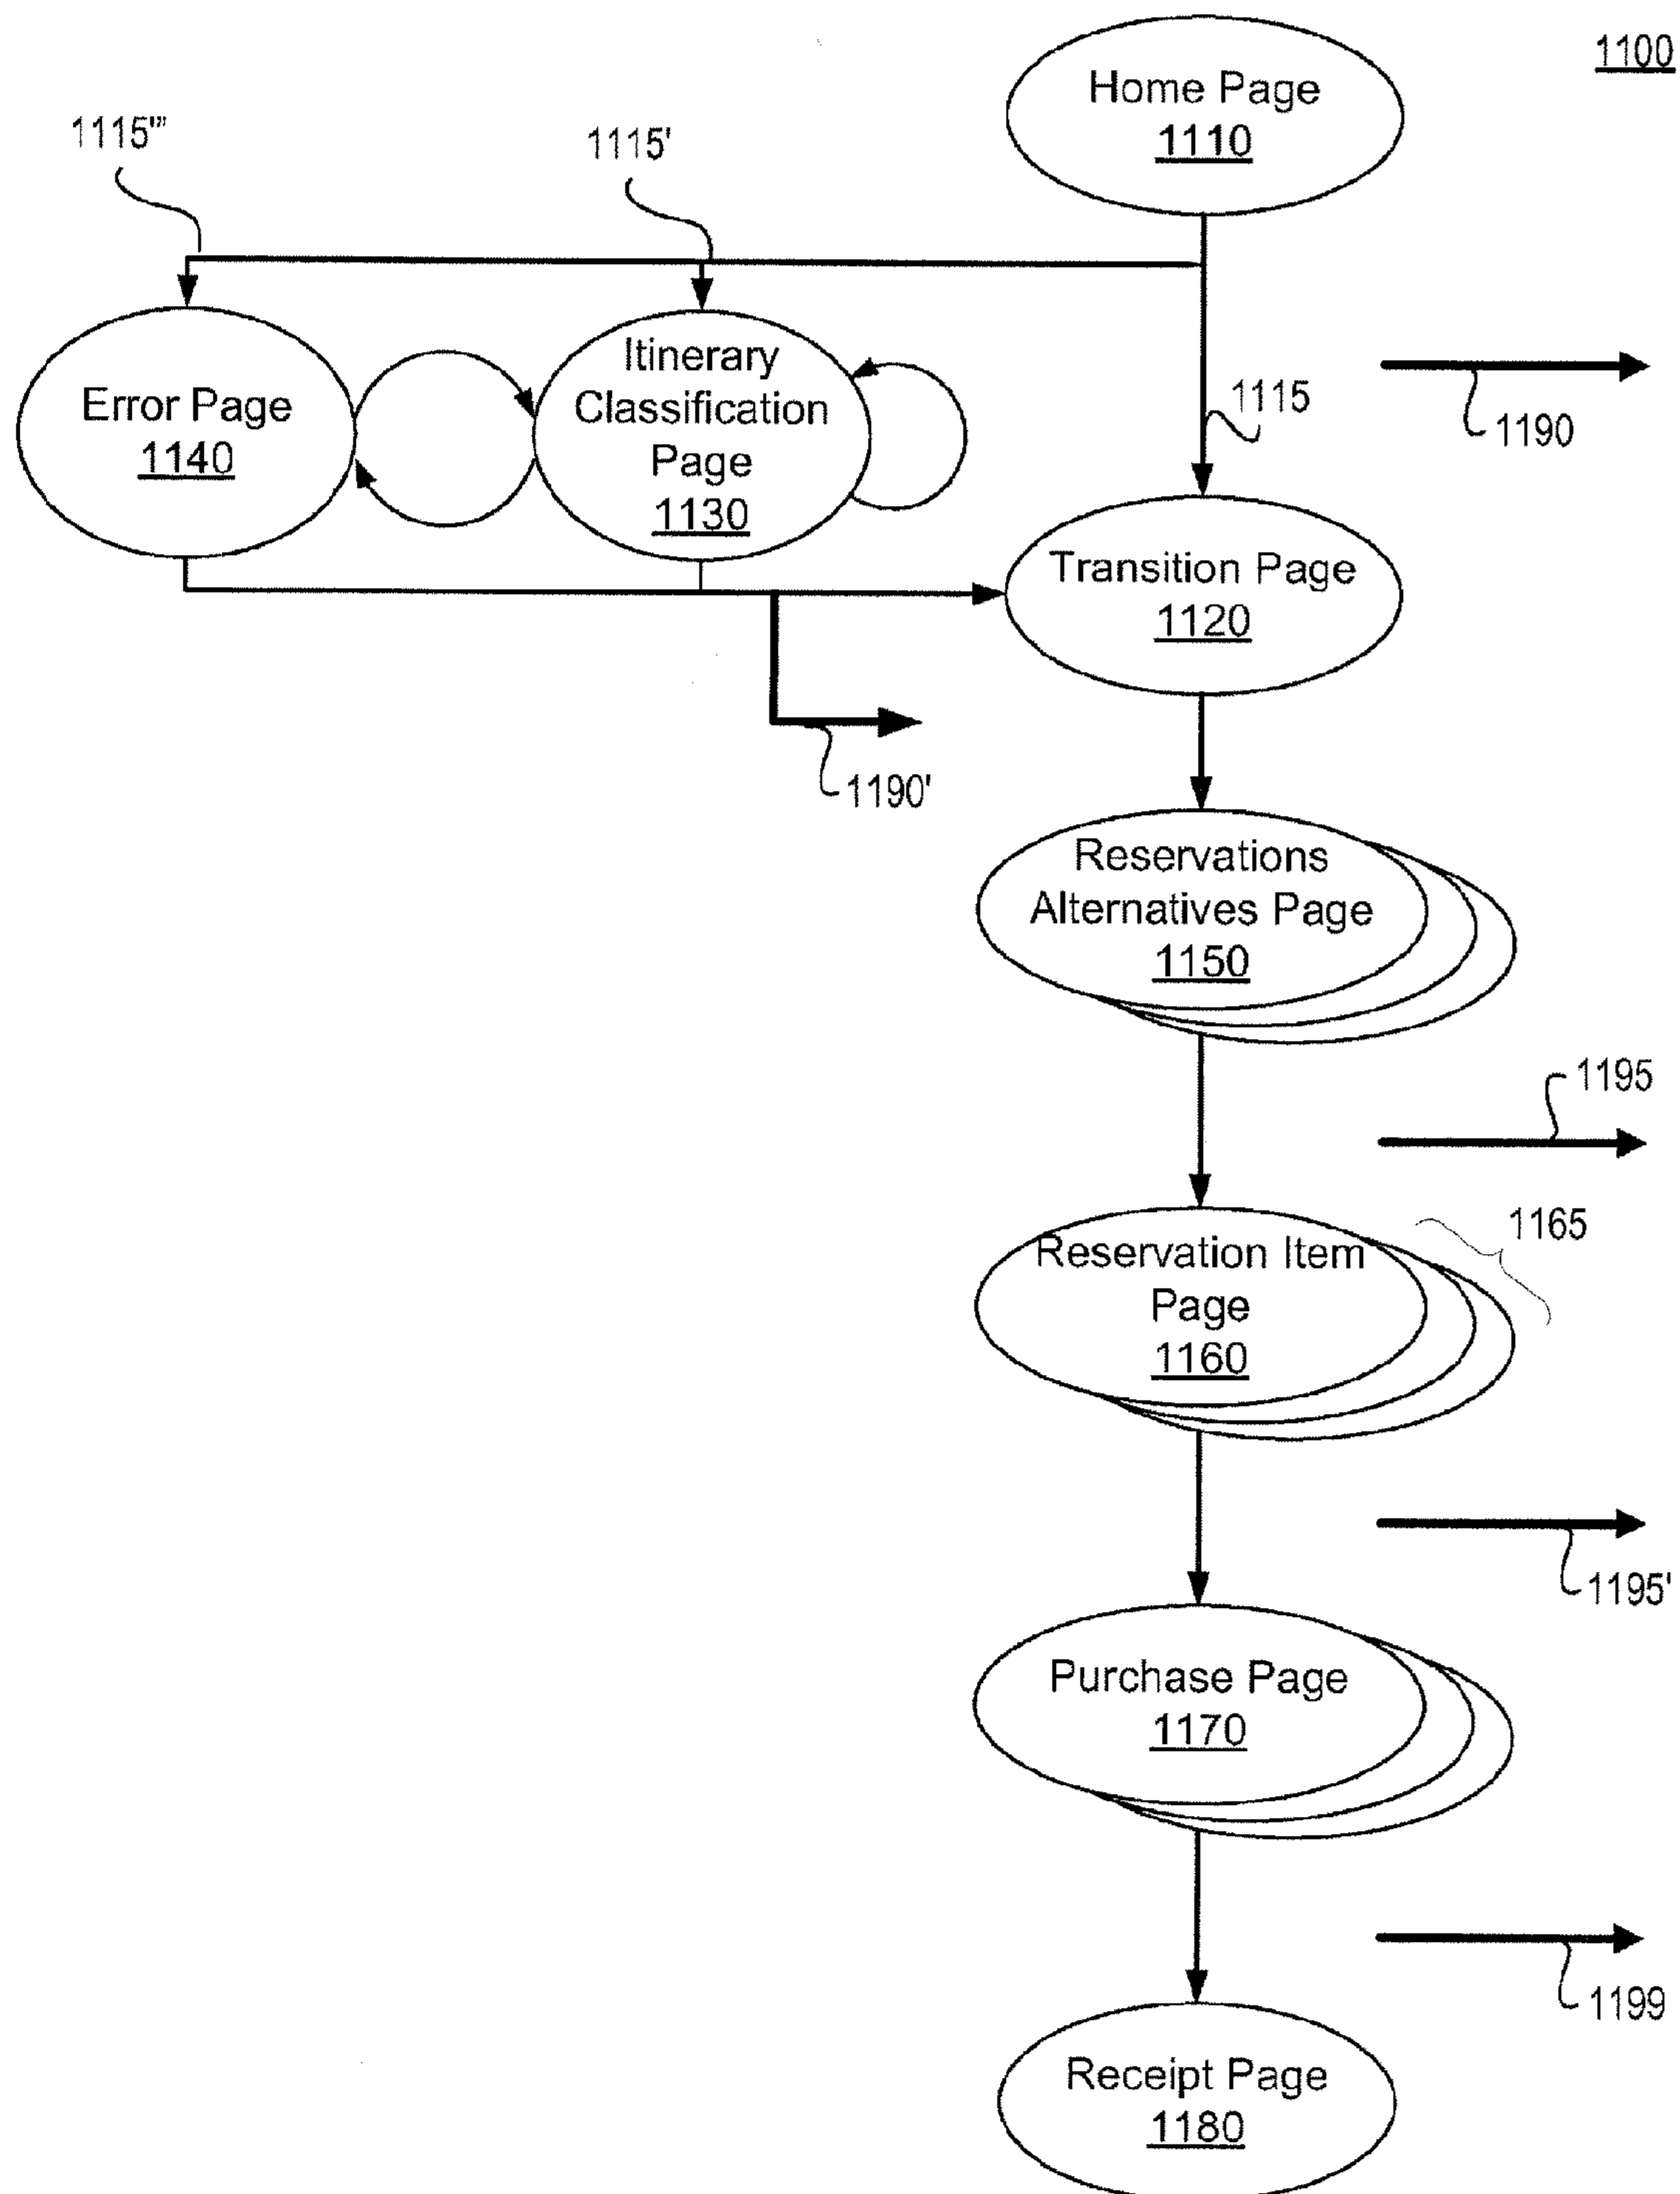 1100
Home Page
1110
1115'''
1115'
Error Page
1140
Itinerary
Classification
Page
1130
1115
1190
Transition Page
1120
1190'
Reservations
Alternatives Page
1150
1195
1165
Reservation Item
Page
1160
1195'
Purchase Page
1170
1199
Receipt Page
1180